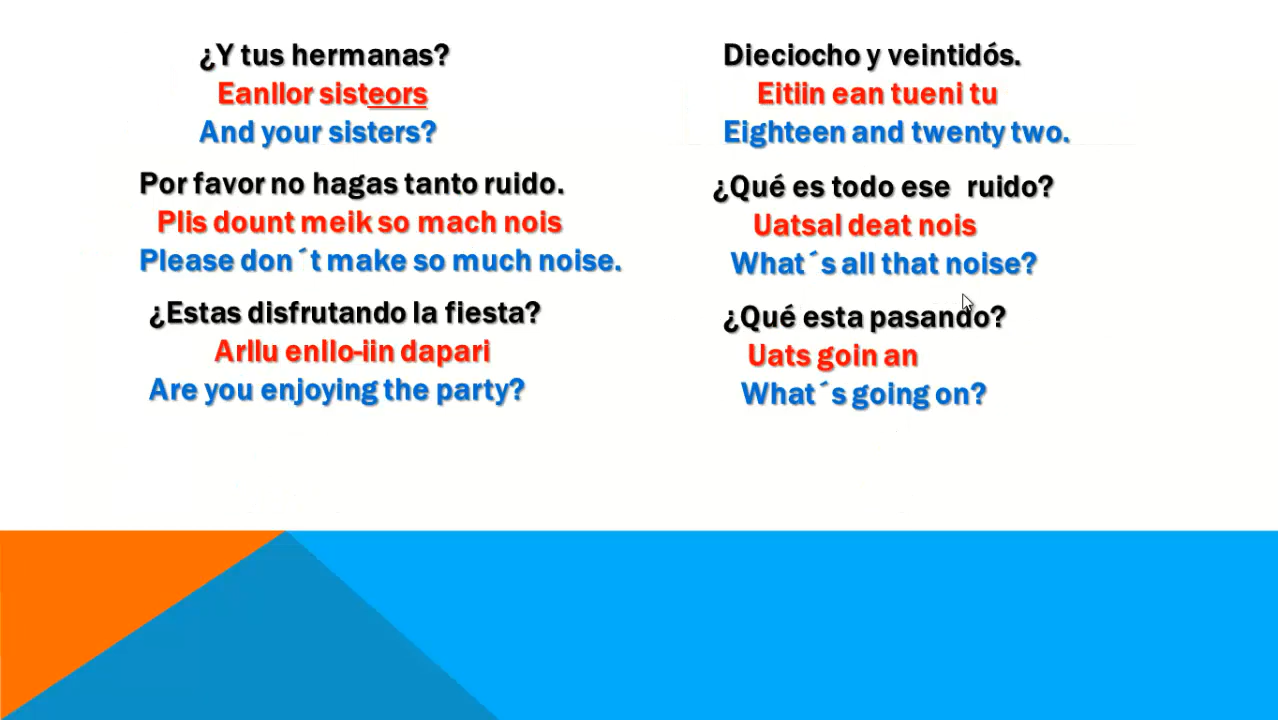 ¿Y tus hermanas?
Eanllor sisteors
And your sisters?
Por favor no hagas tanto ruido.
Plis dount meik so mach nois
Please don´t make so much noise.
¿Estas disfrutando la fiesta?
Arllu enllo-iin dapari
Are you enjoying the party?
Dieciocho y veintidós.
Eitiin ean tueni tu
Eighteen and twenty two.
¿Qué es todo ese ruido?
Uatsal deat nois
What´s all that noise?
¿Qué esta pasando?
Uats goin an
What´s going on?